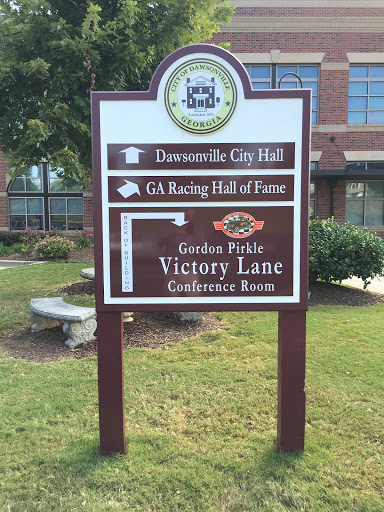 CITY OF DAWSONVILLE
GEORGIA
Dawsonville City Hall
GA Racing Hall of Fame
BACK OF BUILDING
Gordon Pirkle
Victory Lane
Conference Room